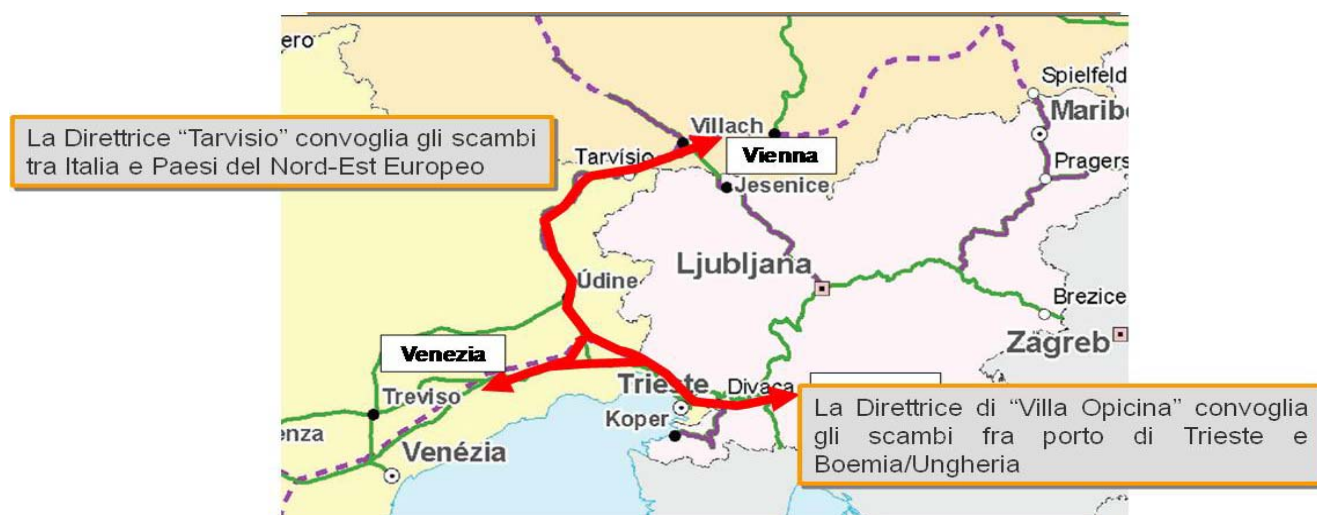 ero
Spielfeld
Maribo
La Direttrice “Tarvisio” convoglia gli scambi
tra Italia e Paesi del Nord-Est Europeo
Villach
Vienna
Tarvísio
Pragers
Jesenice
Ljubljana
Údine
Brezice
Zagreb
Venezia
Trieste
Divaca
Treviso
Koper
La Direttrice di “Villa Opicina” convoglia
gli scambi fra porto di Trieste e
Boemia/Ungheria
enza
Venézia